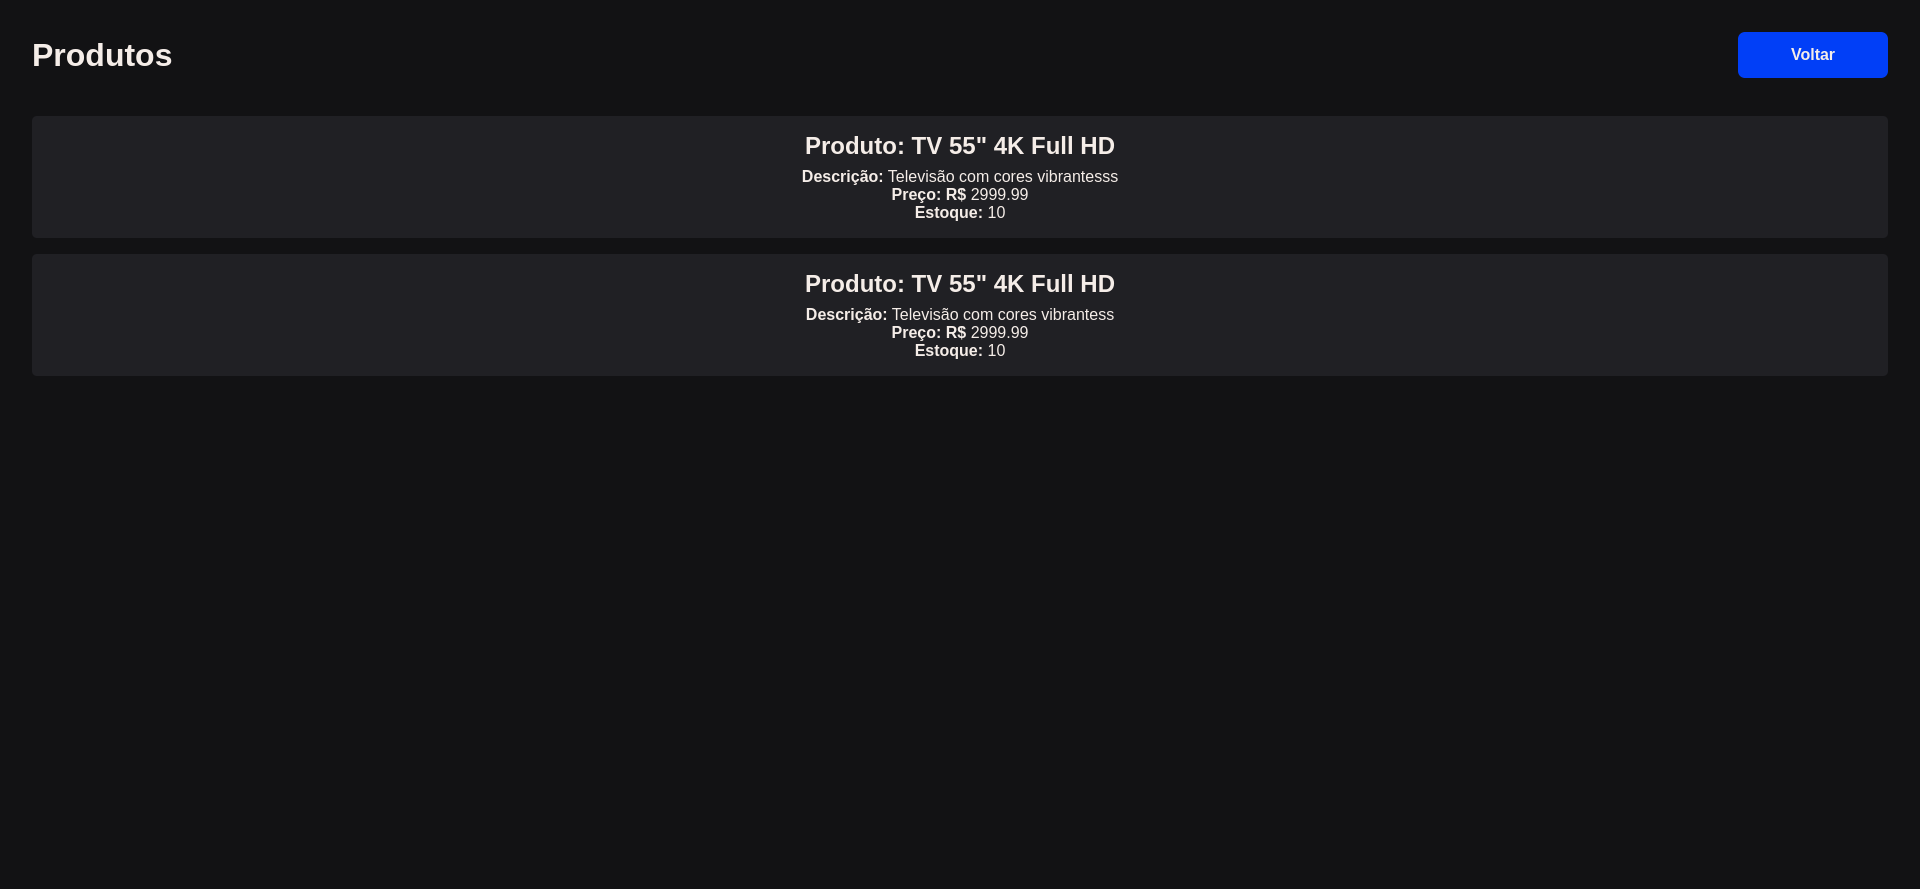 Produtos
Voltar
Produto: TV 55" 4K Full HD
Descrição: Televisão com cores vibrantesss
Preço: R$ 2999.99
Estoque: 10
Produto: TV 55" 4K Full HD
Descrição: Televisão com cores vibrantess
Preço: R$ 2999.99
Estoque: 10